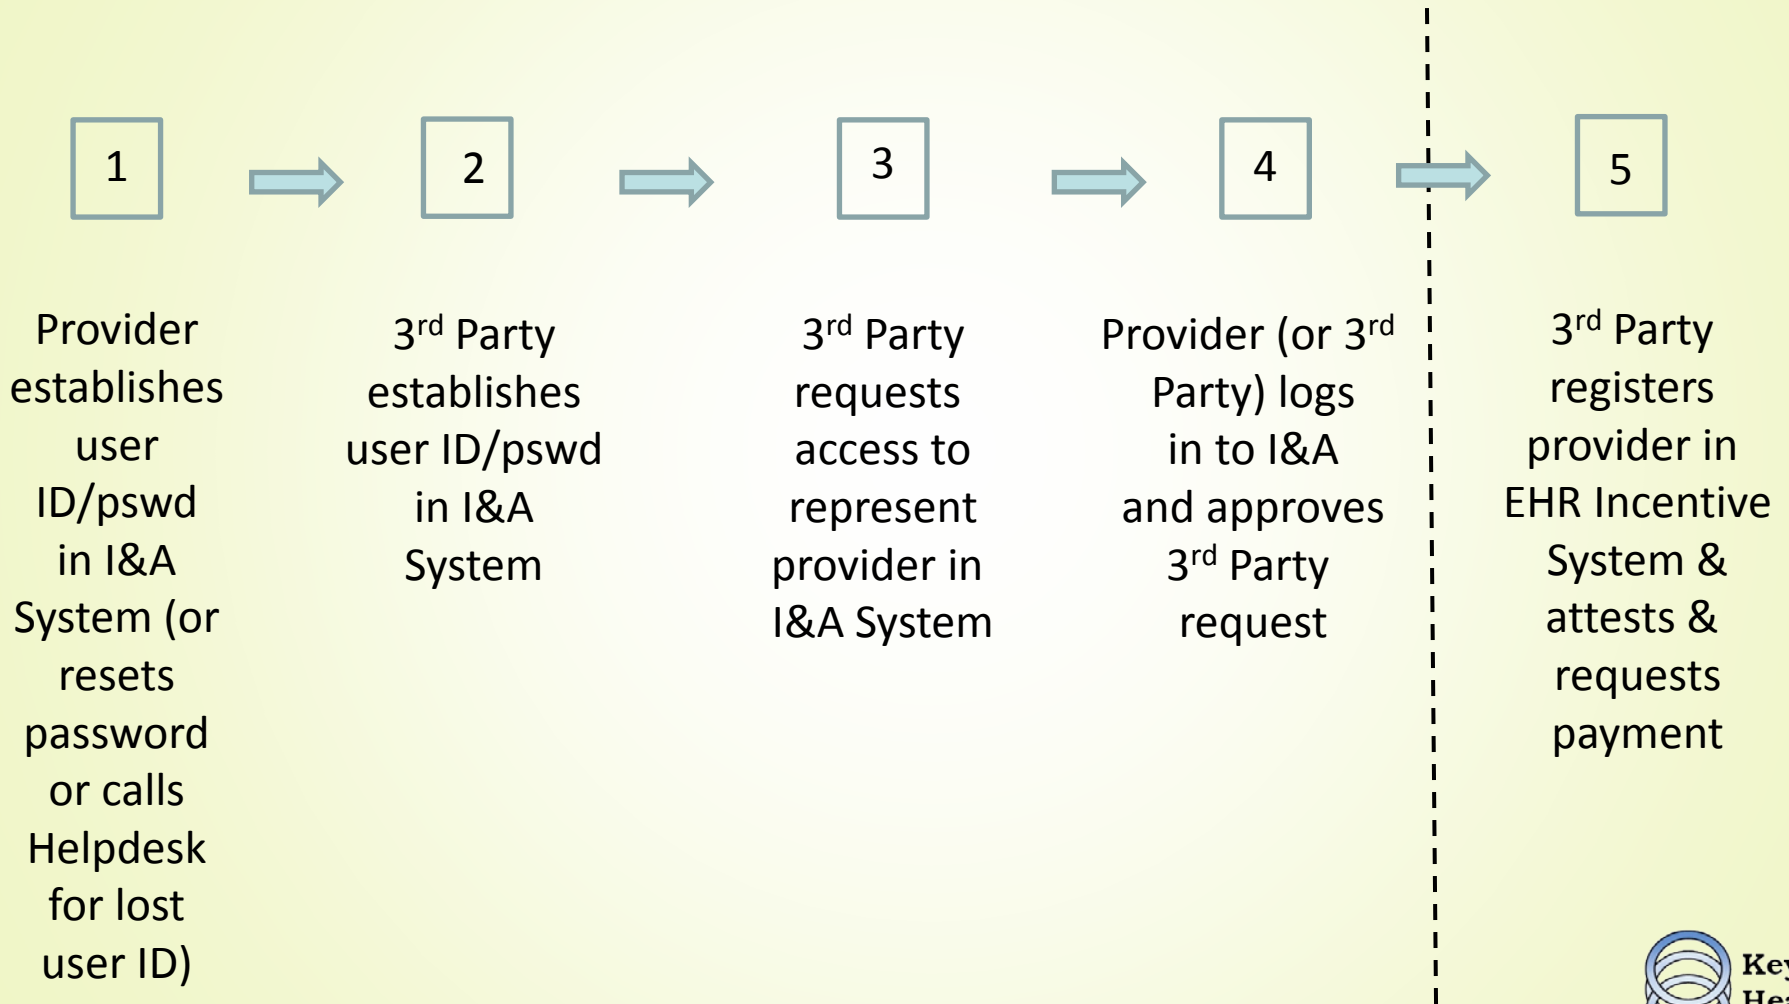 1
2
3
4
5
Provider
establishes
user
ID/pswd
in I&A
System (or
resets
password
or calls
Helpdesk
for lost
user ID)
3rd Party
establishes
user ID/pswd
in I&A
System
3rd Party
requests
access to
represent
provider in
I&A System
Provider (or 3rd
Party) logs
in to I&A
and approves
3rd Party
request
3rd Party
registers
provider in
EHR Incentive
System &
attests &
requests
payment